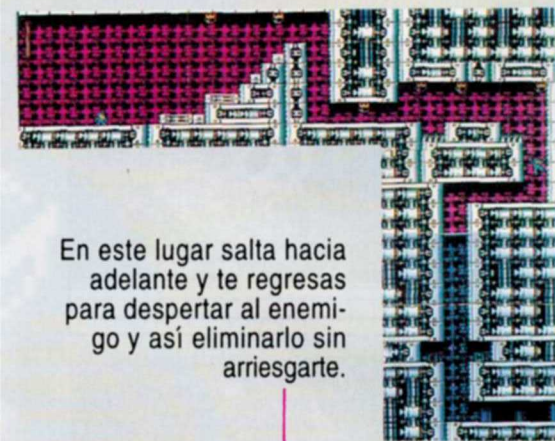 En este lugar salta hacia
adelante y te regresas
para despertar al enemi-
go y así eliminarlo sin
arriesgarte.